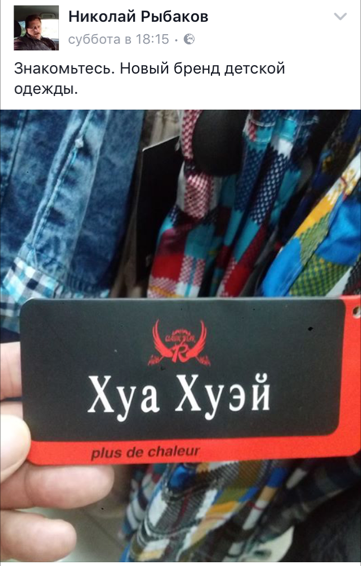 Николай Рыбаков
суббота в 18:15 ·
Знакомьтесь. Новый бренд детской
одежды.
R
Хуа Хуэй
plus de chaleur